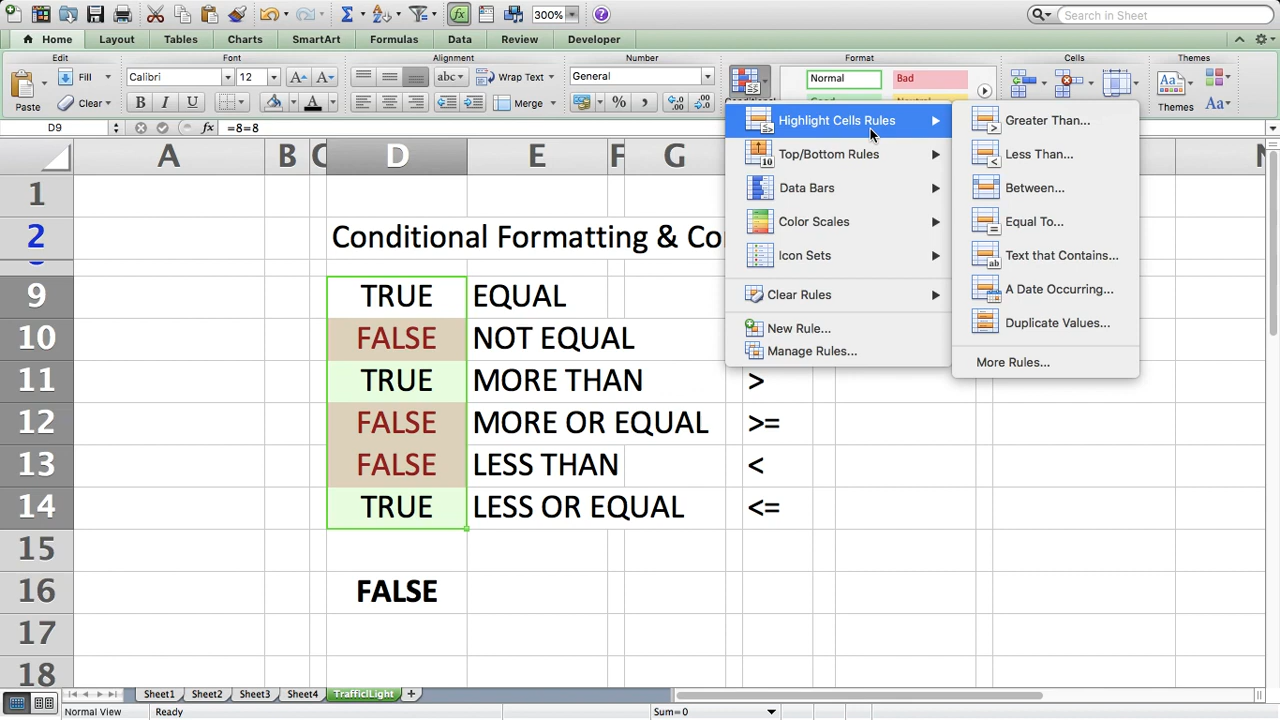 300%
Search in Sheet
Home Layout Tables Charts SmartArt Formulas Data Review Developer
Edit Font Alignment Number Format Cells Themes
Fill Calibri 12 abc Wrap Text General Normal Bad
Paste Clear B I U A Merge % Themes Aa
D9 fx =8=8
Highlight Cells Rules
Top/Bottom Rules
Data Bars
Color Scales
Icon Sets
Clear Rules
New Rule...
Manage Rules...
Greater Than...
Less Than...
Between...
Equal To...
Text that Contains...
A Date Occurring...
Duplicate Values...
More Rules...
A B C D E F G
1
2 Conditional Formatting & Co
9 TRUE EQUAL
10 FALSE NOT EQUAL
11 TRUE MORE THAN >
12 FALSE MORE OR EQUAL >=
13 FALSE LESS THAN <
14 TRUE LESS OR EQUAL <=
15
16 FALSE
17
18
Sheet1 Sheet2 Sheet3 Sheet4 TrafficlLight
Normal View Ready Sum=0